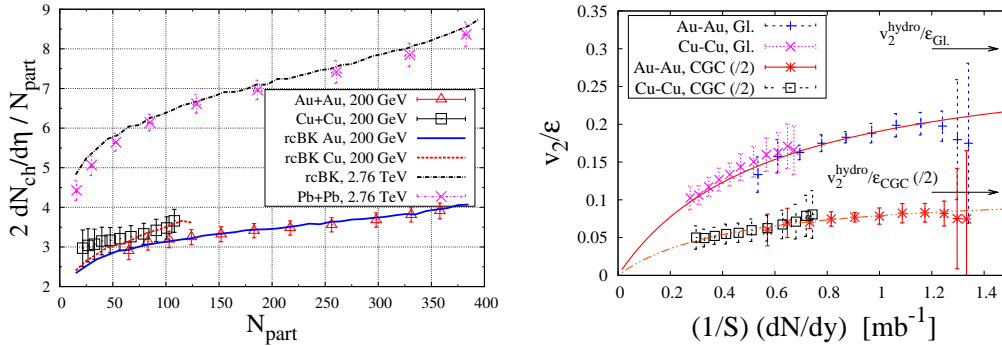 2 dN_ch/dη / N_part
9
8
7
6
5
4
3
2
0
50
100
150
200
250
300
350
400
N_part
Au+Au, 200 GeV
Cu+Cu, 200 GeV
rcBK Au, 200 GeV
rcBK Cu, 200 GeV
rcBK, 2.76 TeV
Pb+Pb, 2.76 TeV
v_2/ε
0.35
0.3
0.25
0.2
0.15
0.1
0.05
0
0
0.2
0.4
0.6
0.8
1
1.2
1.4
(1/S) (dN/dy) [mb^-1]
Au-Au, Gl.
Cu-Cu, Gl.
Au-Au, CGC (/2)
Cu-Cu, CGC (/2)
v_2^hydro/ε_Gl.
v_2^hydro/ε_CGC (/2)